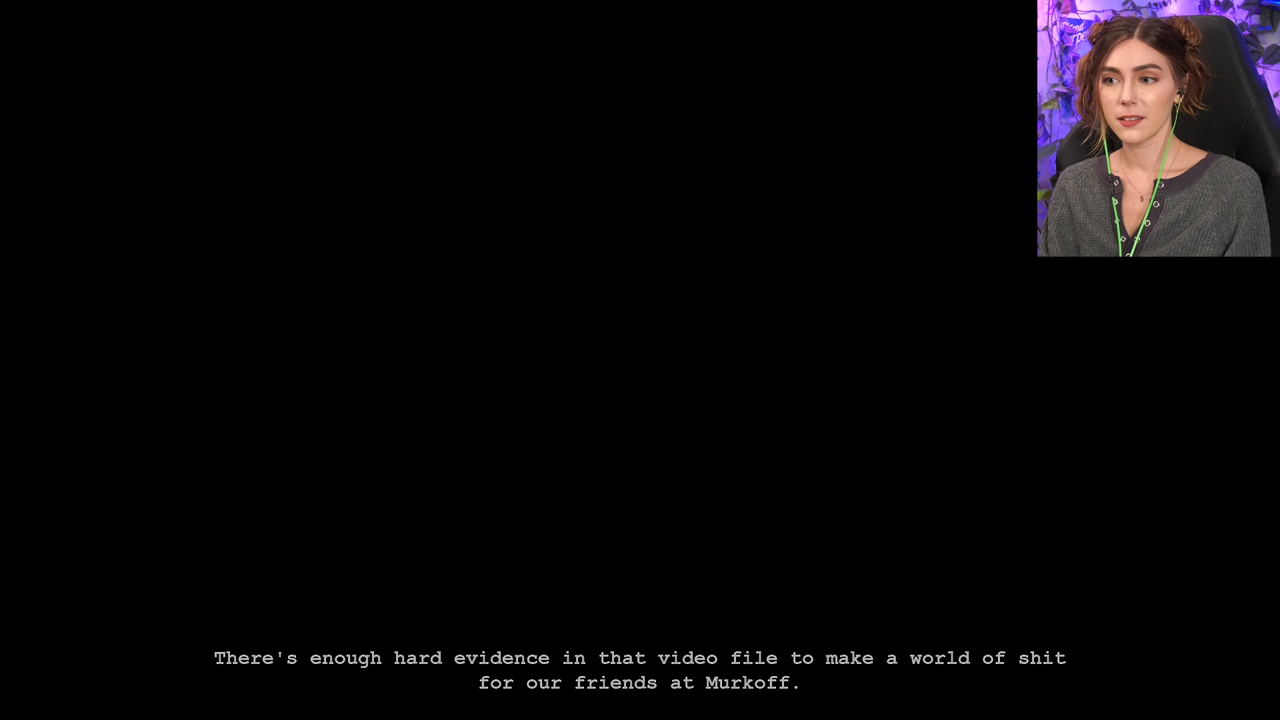 There's enough hard evidence in that video file to make a world of shit
for our friends at Murkoff.